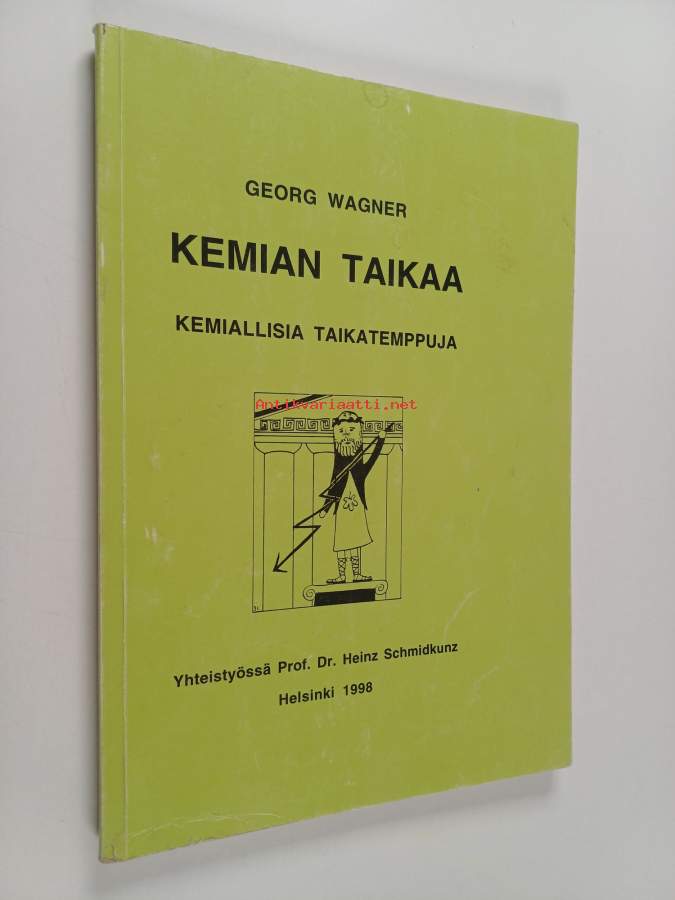 GEORG WAGNER
KEMIAN TAIKAA
KEMIALLISIA TAIKATEMPPUJA
Antikvariaatti.net
Yhteistyössä Prof. Dr. Heinz Schmidkunz
Helsinki 1998